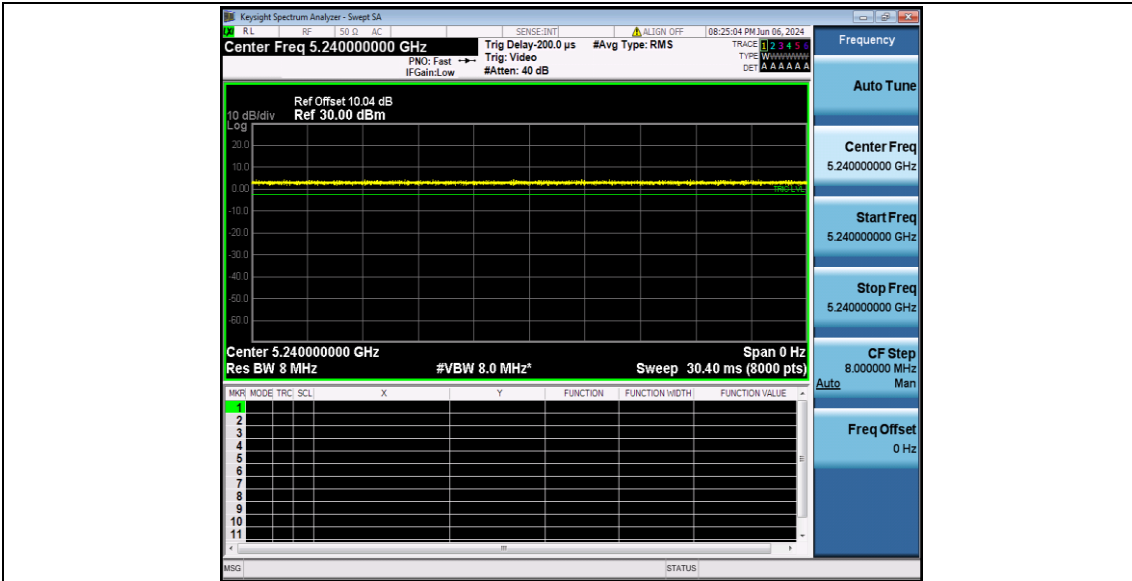 Keysight Spectrum Analyzer - Swept SA
RL RF 50 Ω AC SENSE:INT ALIGN OFF 08:25:04 PM Jun 06, 2024
Center Freq 5.240000000 GHz
Trig Delay-200.0 µs #Avg Type: RMS
TRACE 1 2 3 4 5 6
PNO: Fast Trig: Video
TYPE WWWWWW
IFGain:Low #Atten: 40 dB
DET A A A A A A
Ref Offset 10.04 dB
10 dB/div Ref 30.00 dBm
Log
20.0
10.0
0.00
TRIG LVL
-10.0
-20.0
-30.0
-40.0
-50.0
-60.0
Center 5.240000000 GHz Span 0 Hz
Res BW 8 MHz #VBW 8.0 MHz* Sweep 30.40 ms (8000 pts)
MKR MODE TRC SCL X Y FUNCTION FUNCTION WIDTH FUNCTION VALUE
1
2
3
4
5
6
7
8
9
10
11
MSG STATUS
Frequency
Auto Tune
Center Freq
5.240000000 GHz
Start Freq
5.240000000 GHz
Stop Freq
5.240000000 GHz
CF Step
8.000000 MHz
Auto Man
Freq Offset
0 Hz